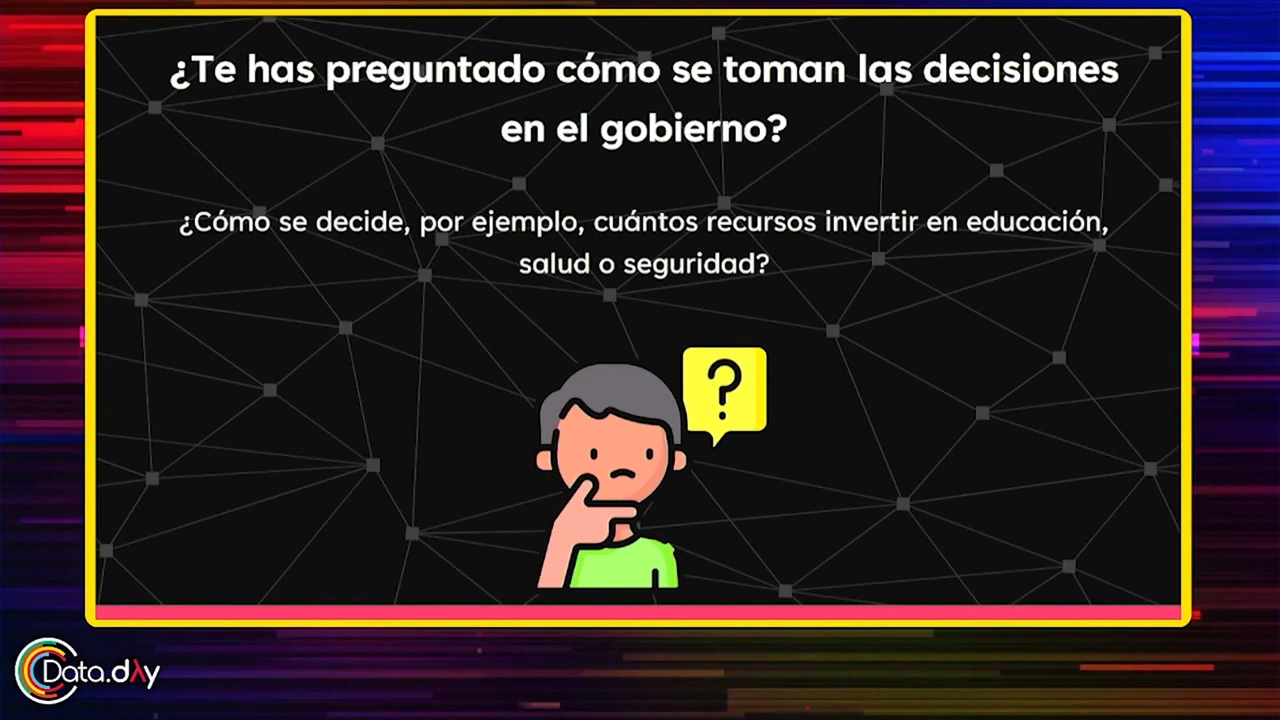 ¿Te has preguntado cómo se toman las decisiones
en el gobierno?
¿Cómo se decide, por ejemplo, cuántos recursos invertir en educación,
salud o seguridad?
?
Data.dλy